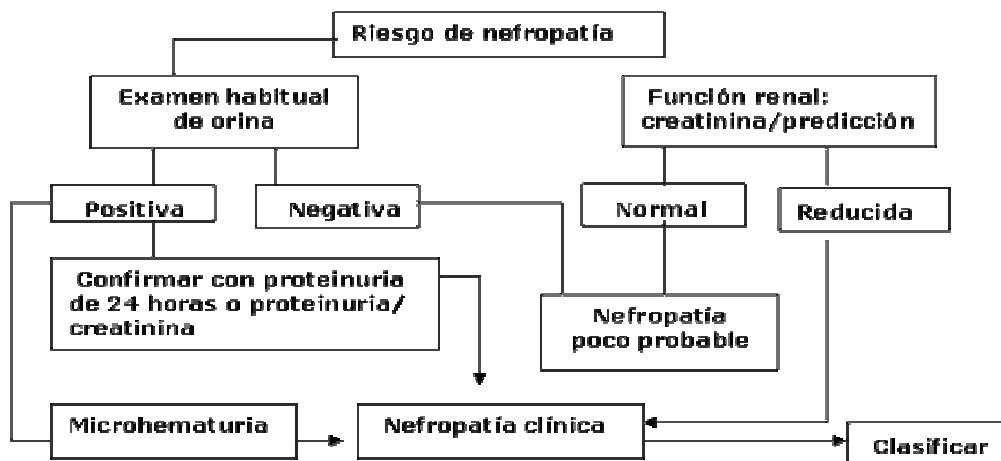 Riesgo de nefropatía
Examen habitual
de orina
Función renal:
creatinina/predicción
Positiva
Negativa
Normal
Reducida
Confirmar con proteinuria
de 24 horas o proteinuria/
creatinina
Nefropatía
poco probable
Microhematuria
Nefropatía clínica
Clasificar